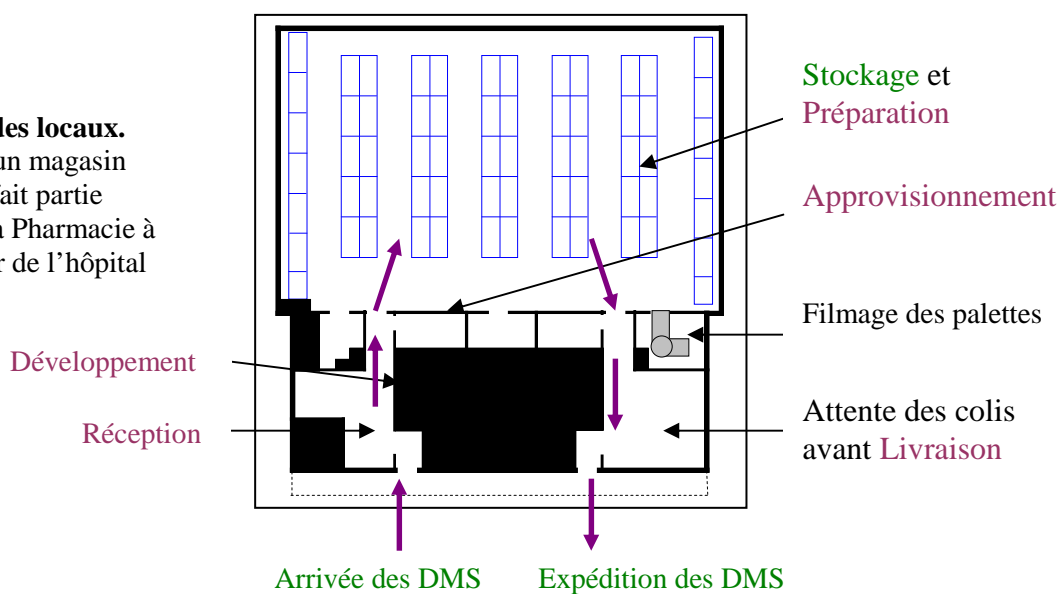 des locaux.
un magasin
fait partie
Pharmacie à
de l’hôpital
Stockage et
Préparation
Approvisionnement
Filmage des palettes
Développement
Réception
Attente des colis
avant Livraison
Arrivée des DMS
Expédition des DMS